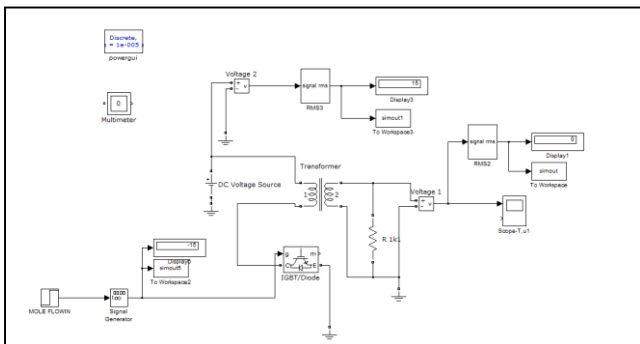 Discrete,
s = 1e-005
powergui
0
Multimeter
Voltage 2
+
-
v
signal rms
RMS3
15
Display3
simout1
To Workspace3
signal rms
RMS2
0
Display1
simout
To Workspace
Transformer
1
2
DC Voltage Source
+
Voltage 1
+
-
v
Scope-T.u1
R 1k1
-15
Display5
simout5
To Workspace2
g
m
C
E
IGBT/Diode
MOLE FLOWIN
Signal
Generator